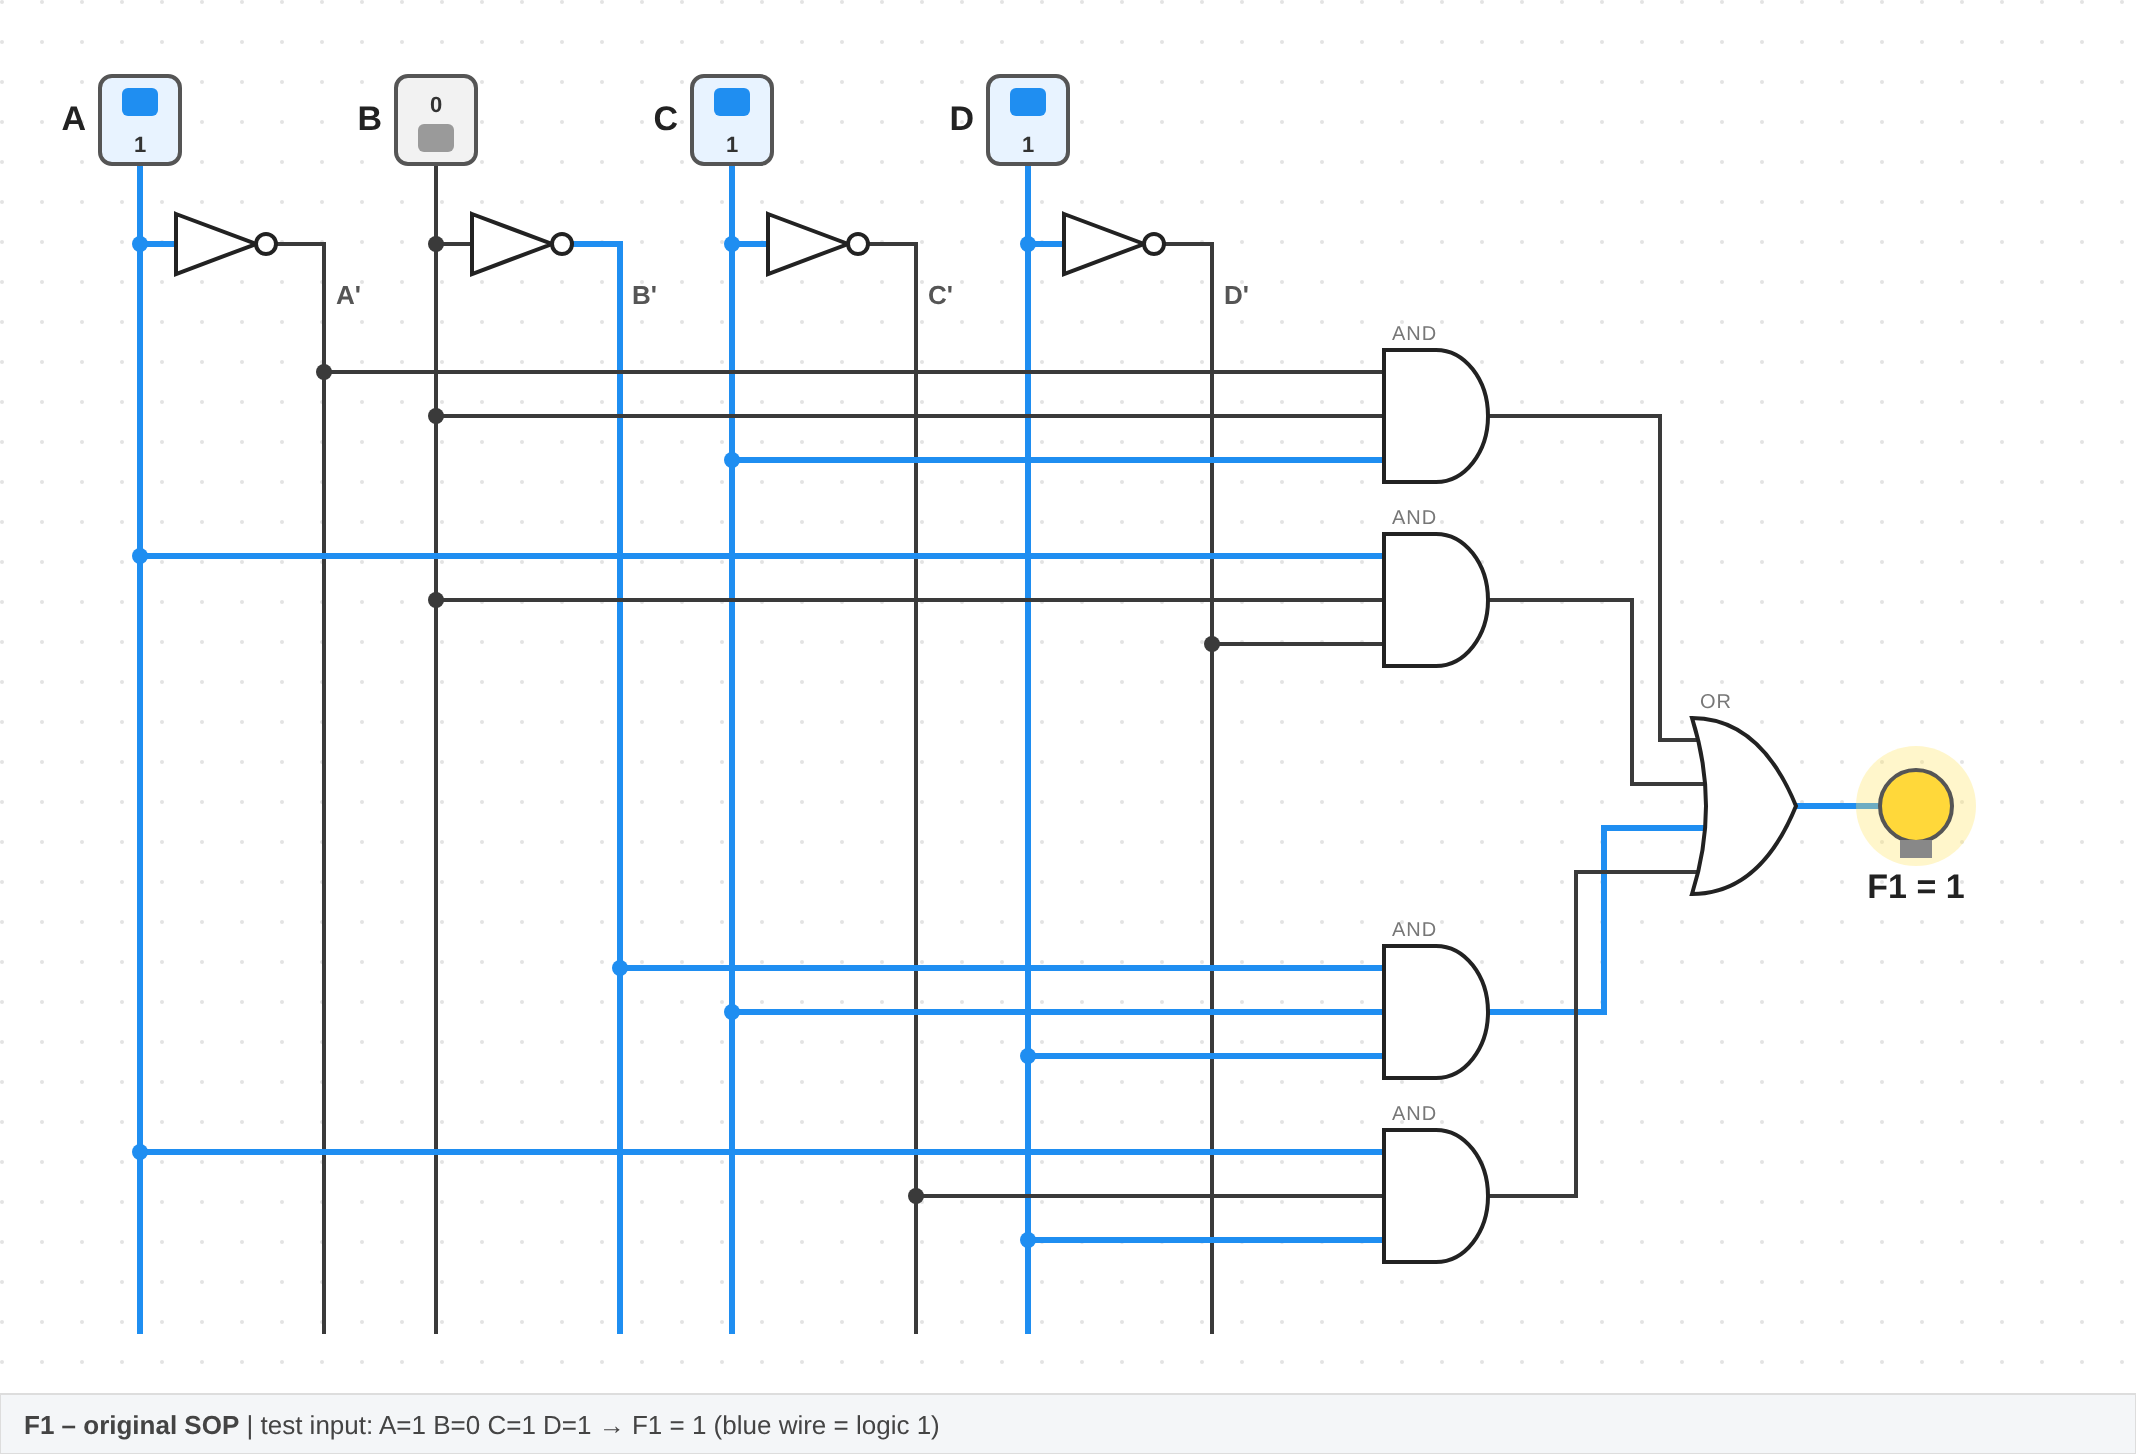 A
1
B
0
C
1
D
1
A'
B'
C'
D'
AND
AND
OR
F1 = 1
AND
AND
F1 – original SOP | test input: A=1 B=0 C=1 D=1 → F1 = 1 (blue wire = logic 1)